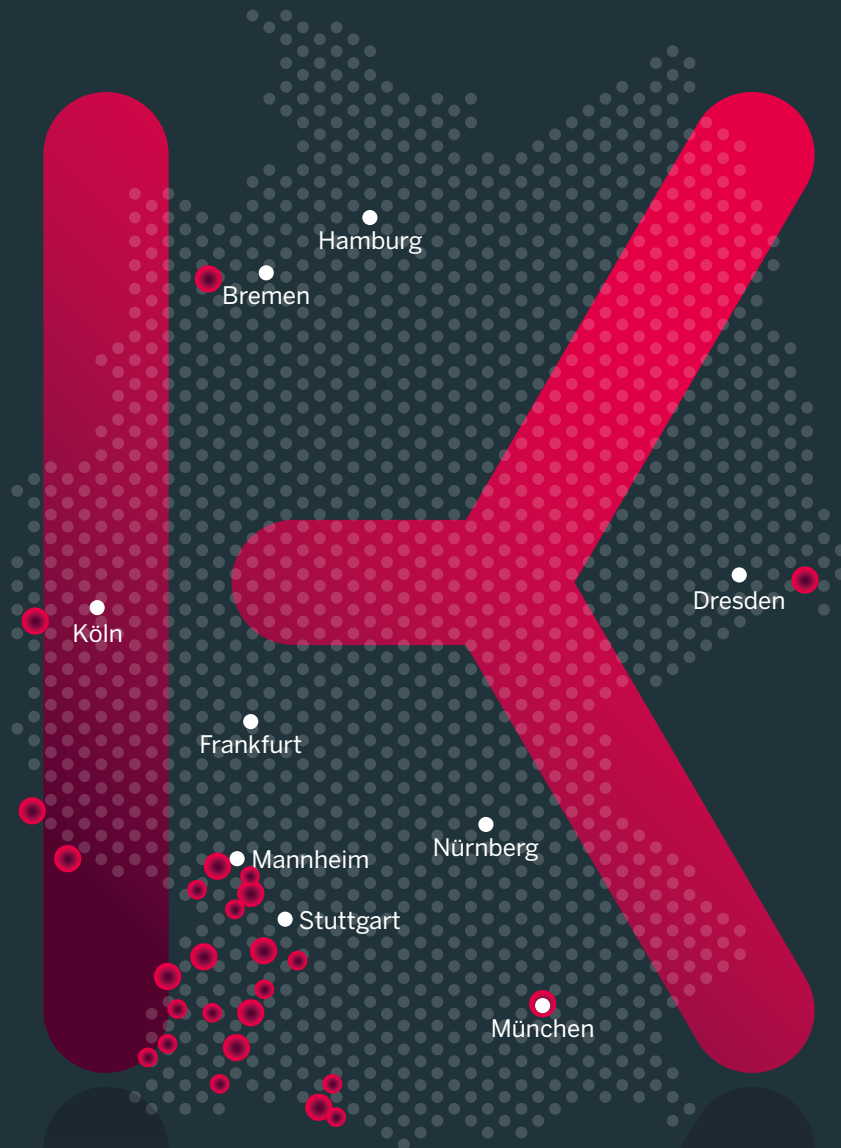 Hamburg
Bremen
Dresden
Köln
Frankfurt
Nürnberg
Mannheim
Stuttgart
München